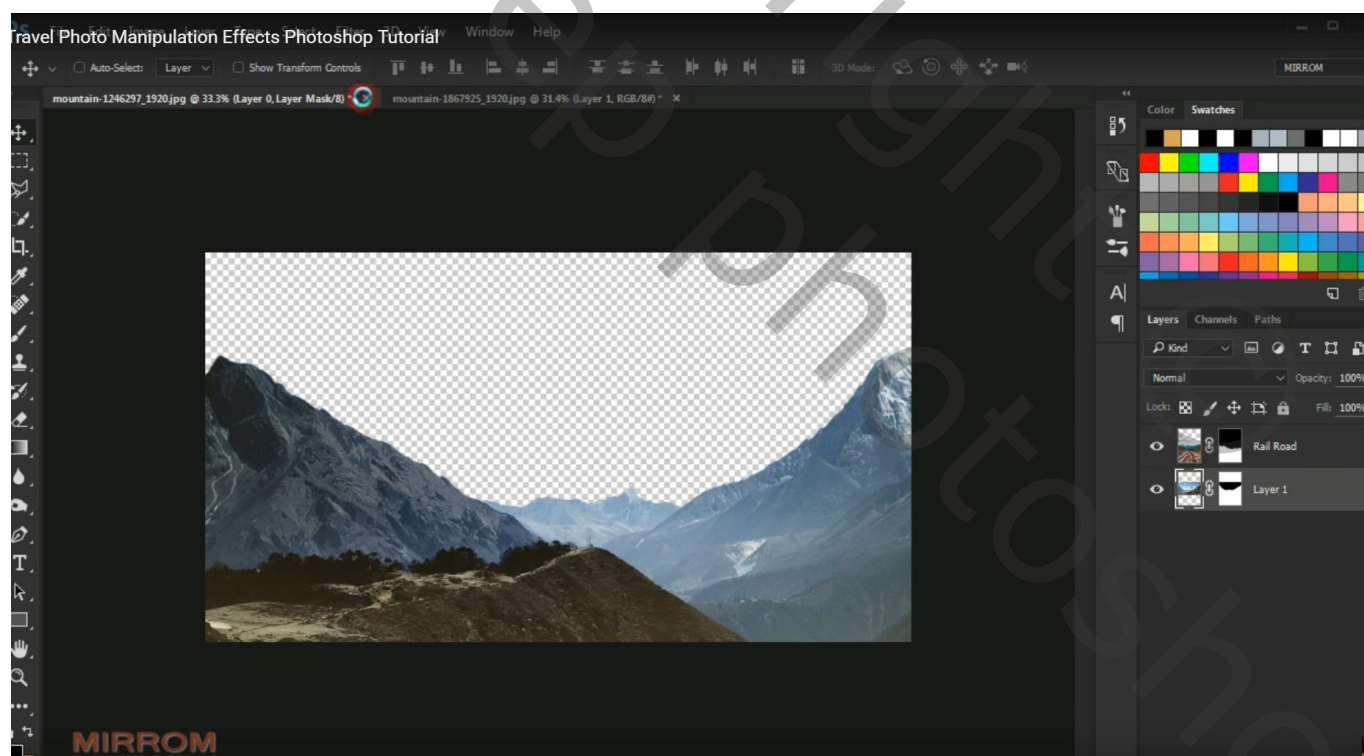 Travel Photo Manipulation Effects Photoshop Tutorial
Window Help
Auto-Select: Layer Show Transform Controls 3D Mode: MIRROM
mountain-1246297_1920.jpg @ 33.3% (Layer 0, Layer Mask/8) * mountain-1867925_1920.jpg @ 31.4% (Layer 1, RGB/8#) * ×
Color Swatches
Layers Channels Paths
Kind
Normal Opacity: 100%
Lock: Fill: 100%
Rail Road
Layer 1
MIRROM